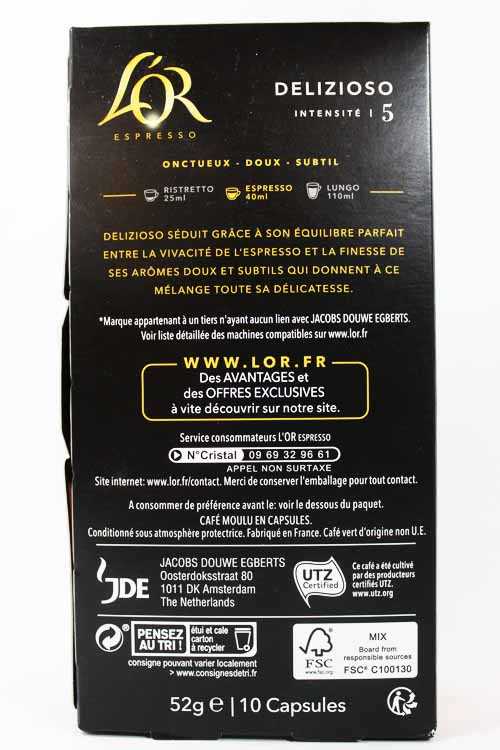 L'OR
ESPRESSO
DELIZIOSO
INTENSITÉ | 5
ONCTUEUX - DOUX - SUBTIL
RISTRETTO
25ml
ESPRESSO
40ml
LUNGO
110ml
DELIZIOSO SÉDUIT GRÂCE À SON ÉQUILIBRE PARFAIT
ENTRE LA VIVACITÉ DE L'ESPRESSO ET LA FINESSE DE
SES ARÔMES DOUX ET SUBTILS QUI DONNENT À CE
MÉLANGE TOUTE SA DÉLICATESSE.
*Marque appartenant à un tiers n'ayant aucun lien avec JACOBS DOUWE EGBERTS.
Voir liste détaillée des machines compatibles sur www.lor.fr
WWW.LOR.FR
Des AVANTAGES et
des OFFRES EXCLUSIVES
à vite découvrir sur notre site.
Service consommateurs L'OR ESPRESSO
N°Cristal 09 69 32 96 61
APPEL NON SURTAXE
Site internet: www.lor.fr/contact. Merci de conserver l'emballage pour tout contact.
A consommer de préférence avant le: voir le dessous du paquet.
CAFÉ MOULU EN CAPSULES.
Conditionné sous atmosphère protectrice. Fabriqué en France. Café vert d'origine non U.E.
JDE
JACOBS DOUWE EGBERTS
Oosterdoksstraat 80
1011 DK Amsterdam
The Netherlands
UTZ
Certified
Ce café a été cultivé
par des producteurs
certifiés UTZ.
www.utz.org
PENSEZ
AU TRI !
étui et cale
carton
à recycler
consigne pouvant varier localement
> www.consignesdetri.fr
FSC
www.fsc.org
MIX
Board from
responsible sources
FSC® C100130
52g e | 10 Capsules